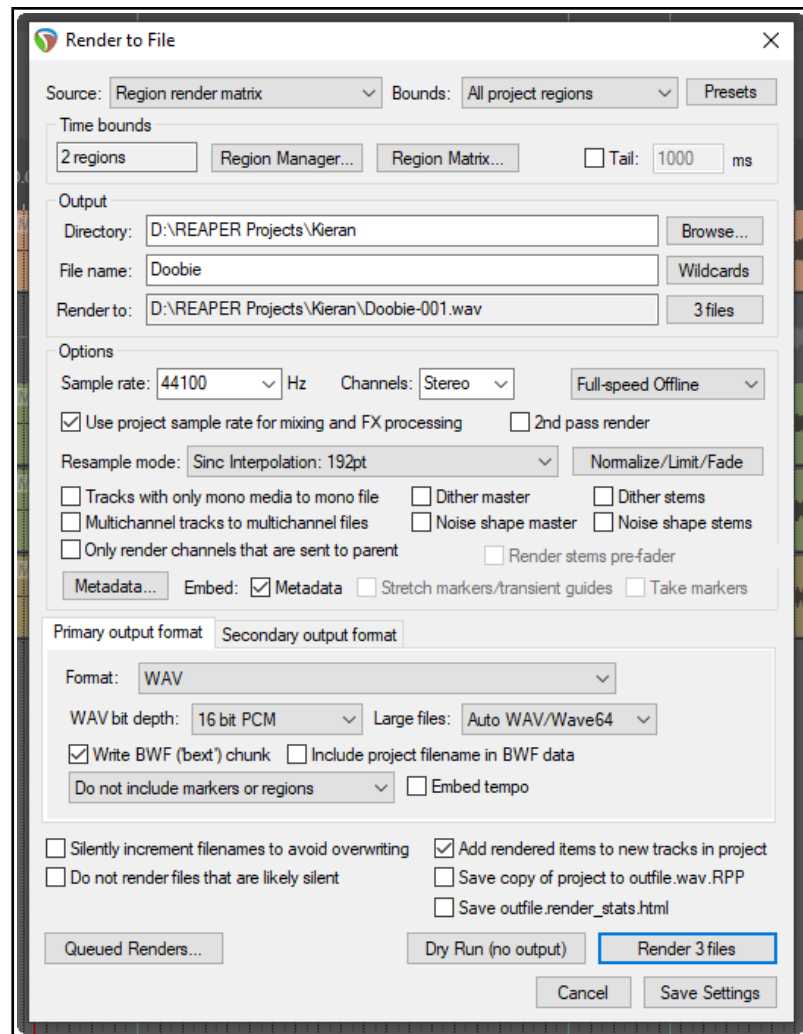 Render to File
Source: Region render matrix Bounds: All project regions Presets
Time bounds
2 regions Region Manager... Region Matrix... Tail: 1000 ms
Output
Directory: D:\REAPER Projects\Kieran Browse...
File name: Doobie Wildcards
Render to: D:\REAPER Projects\Kieran\Doobie-001.wav 3 files
Options
Sample rate: 44100 Hz Channels: Stereo Full-speed Offline
Use project sample rate for mixing and FX processing 2nd pass render
Resample mode: Sinc Interpolation: 192pt Normalize/Limit/Fade
Tracks with only mono media to mono file Dither master Dither stems
Multichannel tracks to multichannel files Noise shape master Noise shape stems
Only render channels that are sent to parent Render stems pre-fader
Metadata... Embed: Metadata Stretch markers/transient guides Take markers
Primary output format Secondary output format
Format: WAV
WAV bit depth: 16 bit PCM Large files: Auto WAV/Wave64
Write BWF ('bext') chunk Include project filename in BWF data
Do not include markers or regions Embed tempo
Silently increment filenames to avoid overwriting Add rendered items to new tracks in project
Do not render files that are likely silent Save copy of project to outfile.wav.RPP
Save outfile.render_stats.html
Queued Renders... Dry Run (no output) Render 3 files
Cancel Save Settings